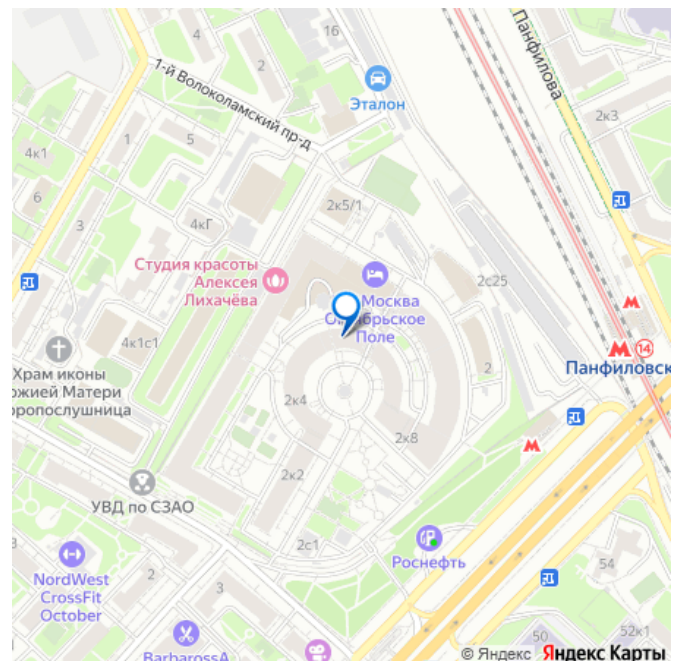 16
Панфилова
4
2
Эталон
1-й Волоколамский пр-д
2к3
1
5
4к1
6
3
4кГ
2к5/1
Студия красоты
Алексея
Лихачёва
2с25
Москва
Октябрьское
Поле
14
Панфиловск
4к1с1
2
Храм иконы
ожией Матери
оропослушница
2к4
2к8
2к2
УВД по СЗАО
2с1
Роснефть
54
NordWest
CrossFit
October
2
3
50
52к1
BarbarossA
© Яндекс Яндекс Карты